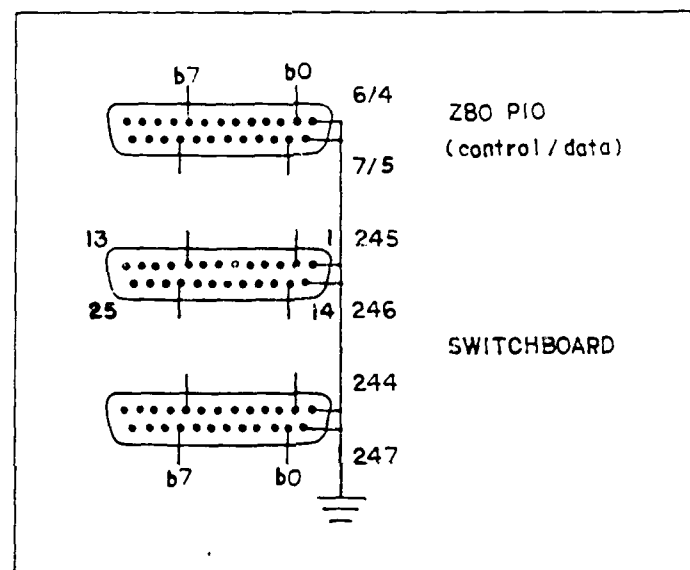 b7 b0
6/4
Z80 PIO
(control/data)
7/5
13 1 245
25 14 246
SWITCHBOARD
244
247
b7 b0